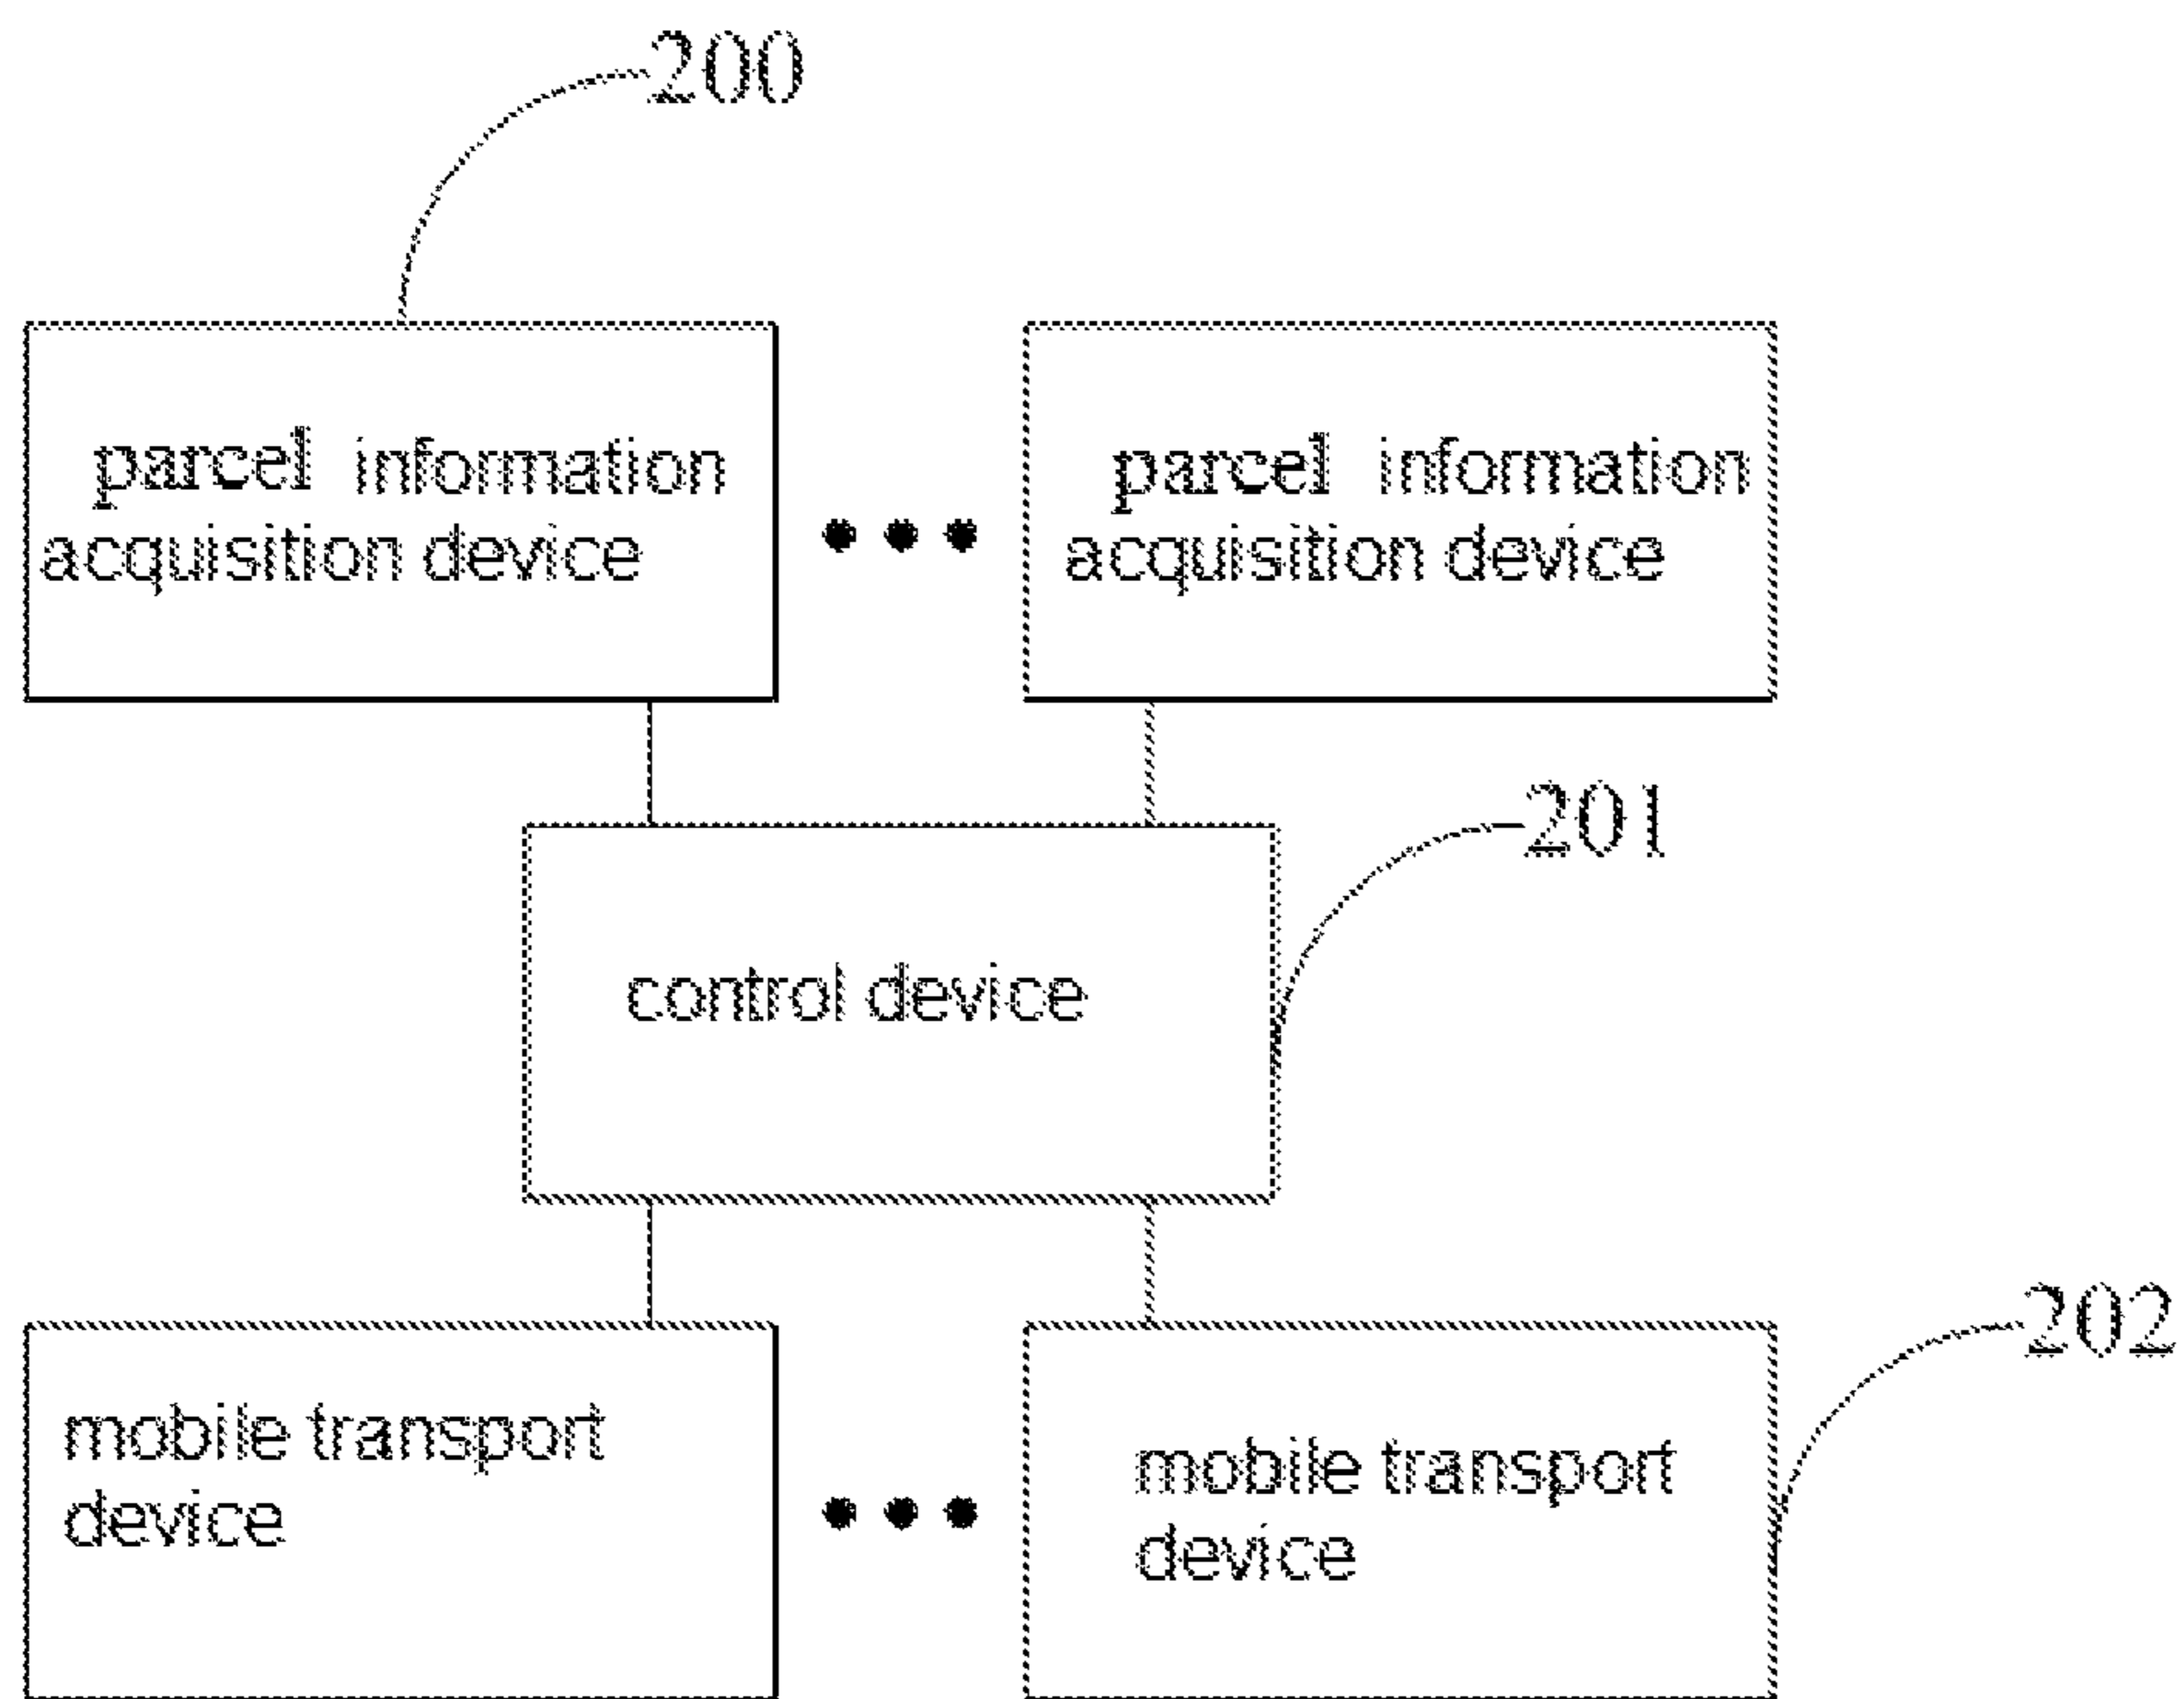 200
parcel information
acquisition device
parcel information
acquisition device
201
control device
202
mobile transport
device
mobile transport
device